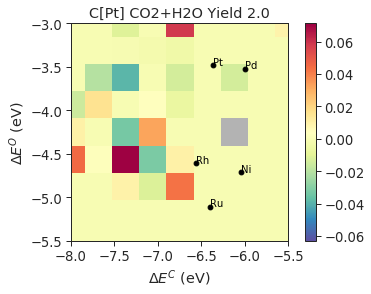 C[Pt] CO2+H2O Yield 2.0
−3.0
−3.5
−4.0
−4.5
−5.0
−5.5
ΔE^O (eV)
Pt
Pd
Rh
Ni
Ru
−8.0 −7.5 −7.0 −6.5 −6.0 −5.5
ΔE^C (eV)
0.06
0.04
0.02
0.00
−0.02
−0.04
−0.06